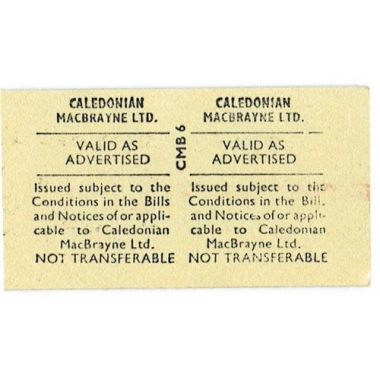 CALEDONIAN
MACBRAYNE LTD.
VALID AS
ADVERTISED
Issued subject to the
Conditions in the Bills
and Notices of or appli-
cable to Caledonian
MacBrayne Ltd.
NOT TRANSFERABLE
CMB 6
CALEDONIAN
MACBRAYNE LTD.
VALID AS
ADVERTISED
Issued subject to the
Conditions in the Bills
and Notices of or appli-
cable to Caledonian
MacBrayne Ltd.
NOT TRANSFERABLE